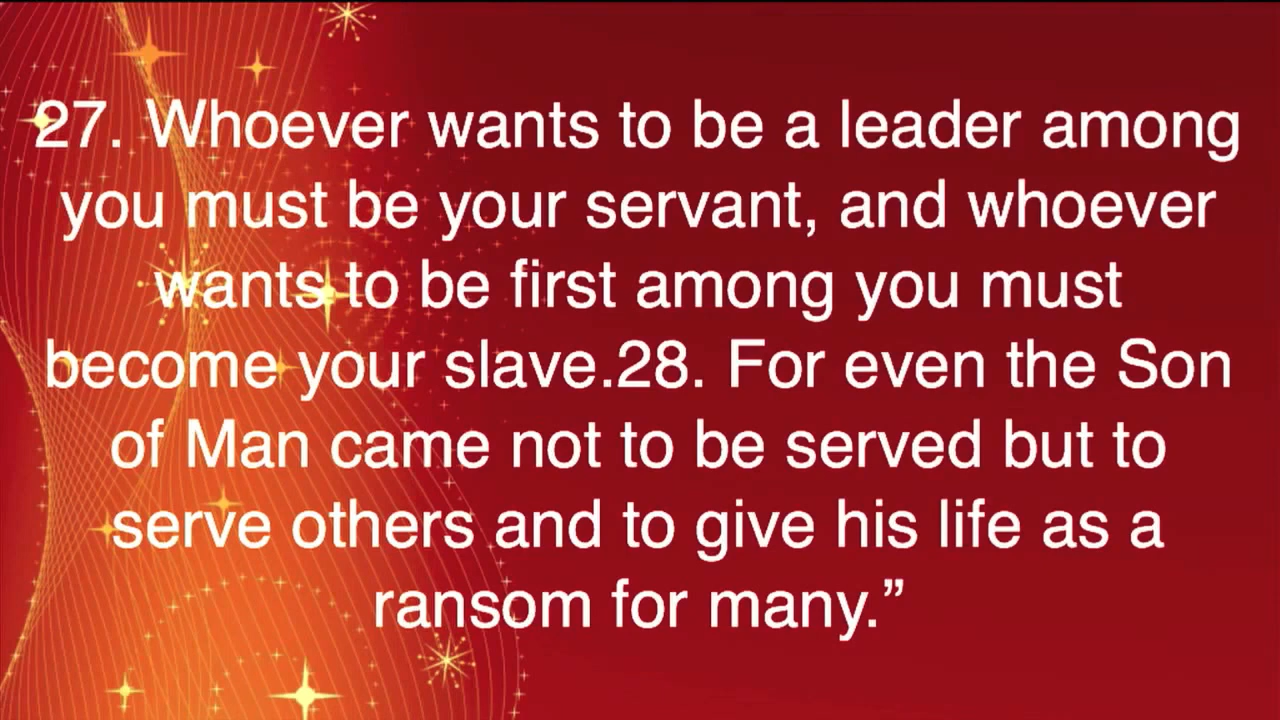 27. Whoever wants to be a leader among
you must be your servant, and whoever
wants to be first among you must
become your slave.28. For even the Son
of Man came not to be served but to
serve others and to give his life as a
ransom for many.”